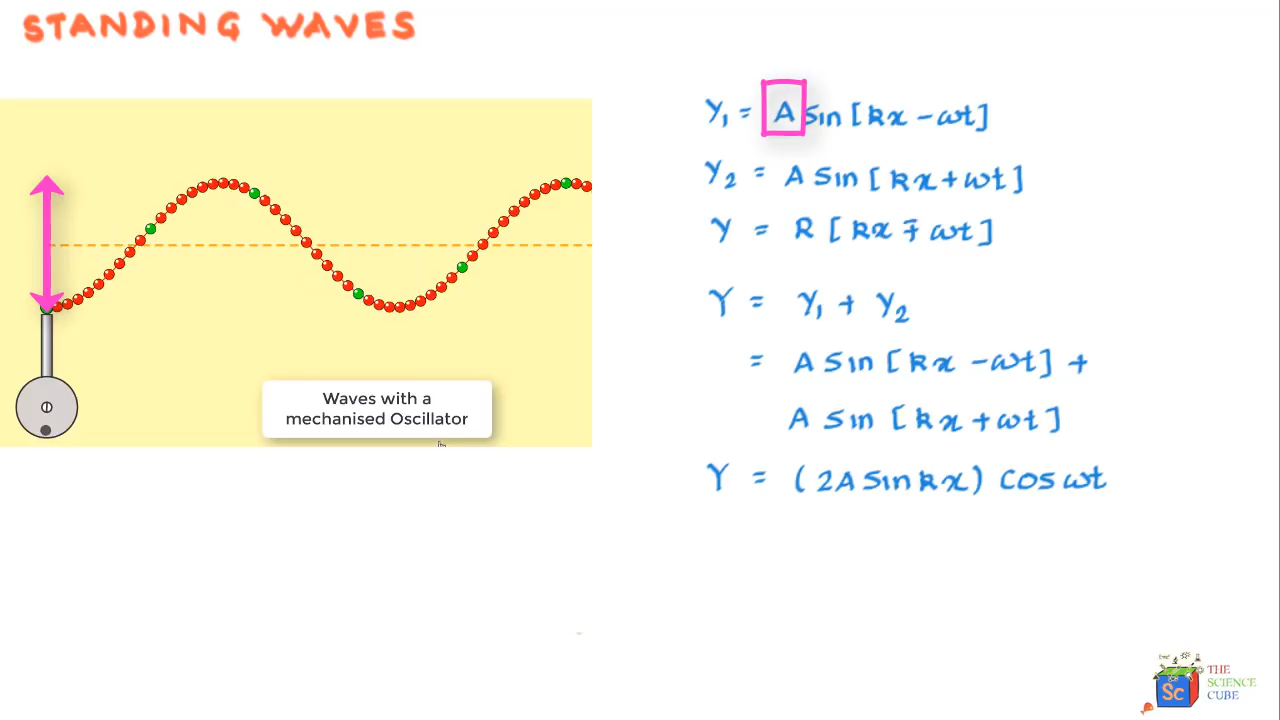 STANDING WAVES
Y₁ = A Sin [kx - ωt]
Y₂ = A Sin [kx + ωt]
Y = R [kx ∓ ωt]
Y = Y₁ + Y₂
= A Sin [kx - ωt] +
A Sin [kx + ωt]
Y = (2A Sin kx) Cos ωt
Waves with a
mechanised Oscillator
Sc
THE
SCIENCE
CUBE